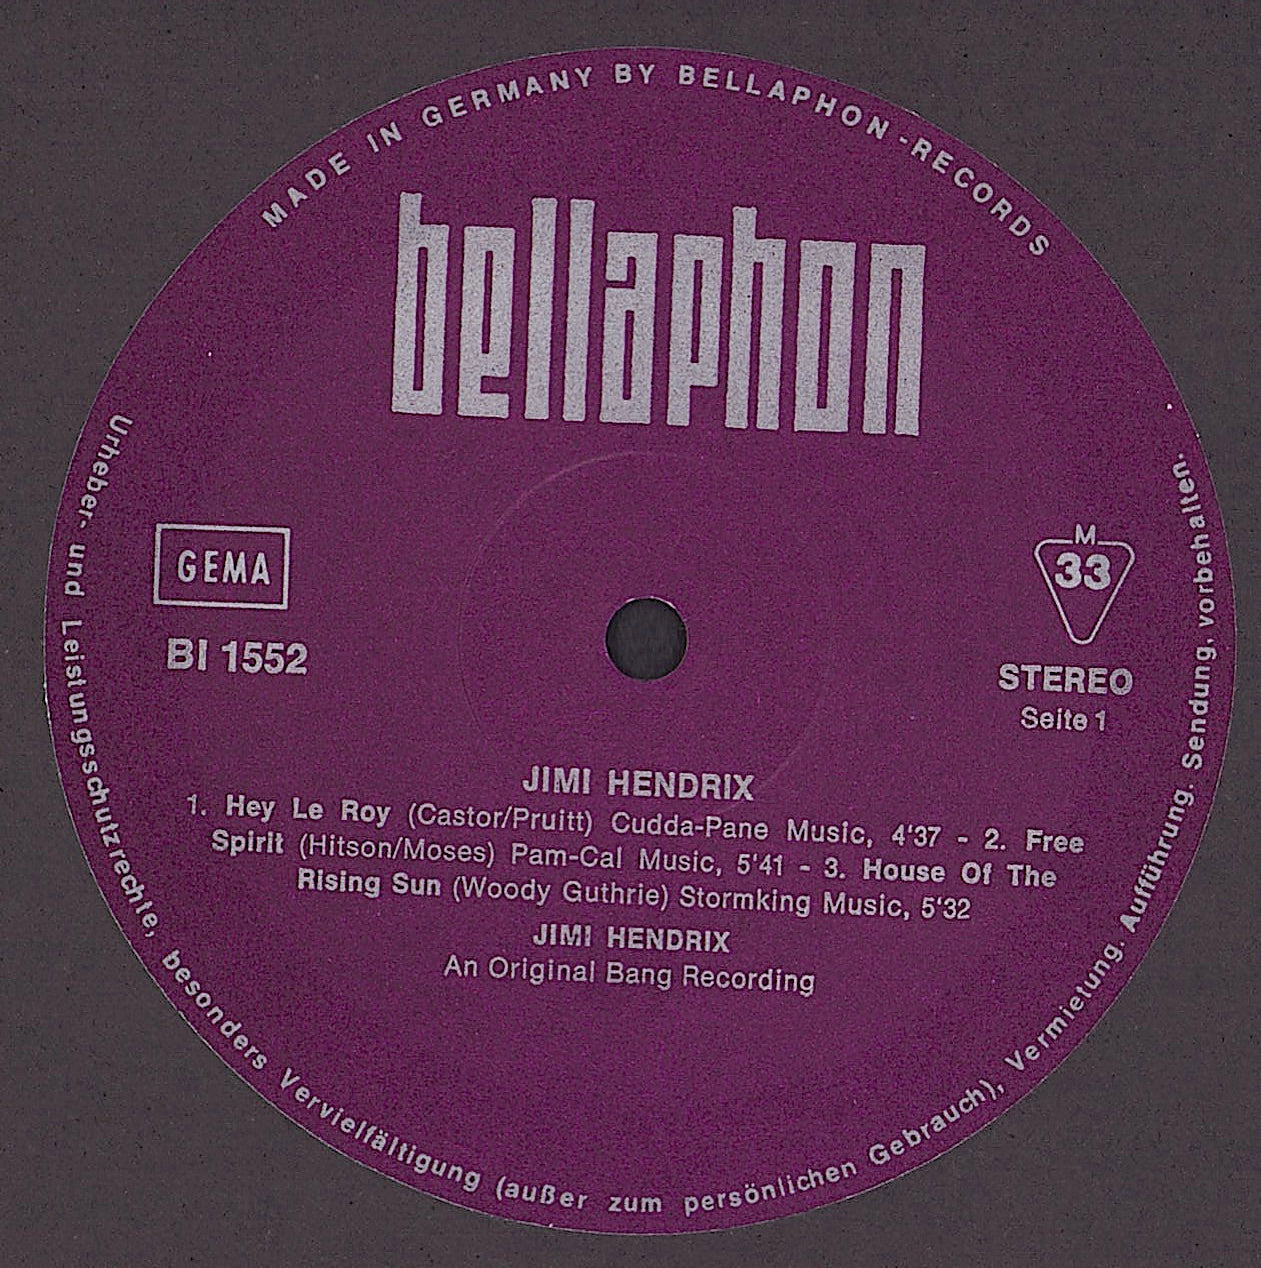 MADE IN GERMANY BY BELLAPHON-RECORDS
bellaphon
GEMA
BI 1552
M
33
STEREO
Seite 1
JIMI HENDRIX
1. Hey Le Roy (Castor/Pruitt) Cudda-Pane Music, 4'37 - 2. Free
Spirit (Hitson/Moses) Pam-Cal Music, 5'41 - 3. House Of The
Rising Sun (Woody Guthrie) Stormking Music, 5'32
JIMI HENDRIX
An Original Bang Recording
Urheber- und Leistungsschutzrechte, besonders Vervielfältigung (außer zum persönlichen Gebrauch), Vermietung. Aufführung. Sendung, vorbehalten.